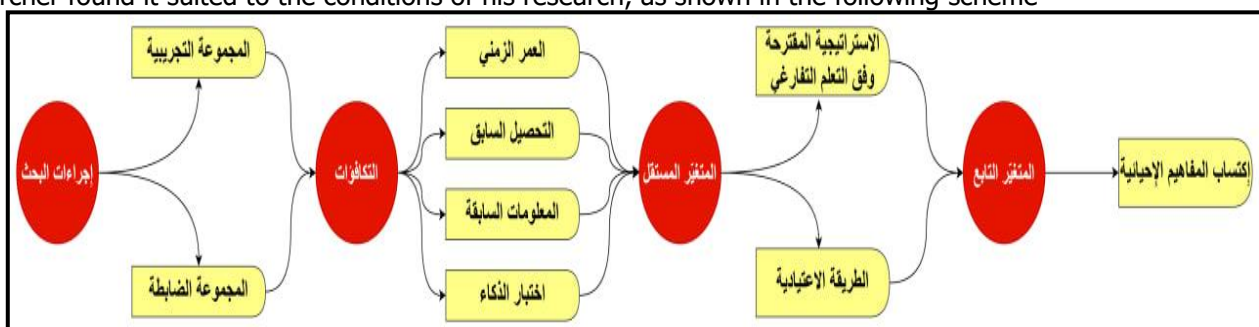 rcher found it suited to the conditions of his research, as shown in the following scheme
إجراءات البحث
المجموعة التجريبية
المجموعة الضابطة
التكافؤات
العمر الزمني
التحصيل السابق
المعلومات السابقة
اختبار الذكاء
المتغيّر المستقل
الاستراتيجية المقترحة
وفق التعلم التفارغي
الطريقة الاعتيادية
المتغيّر التابع
إكتساب المفاهيم الإحيائية